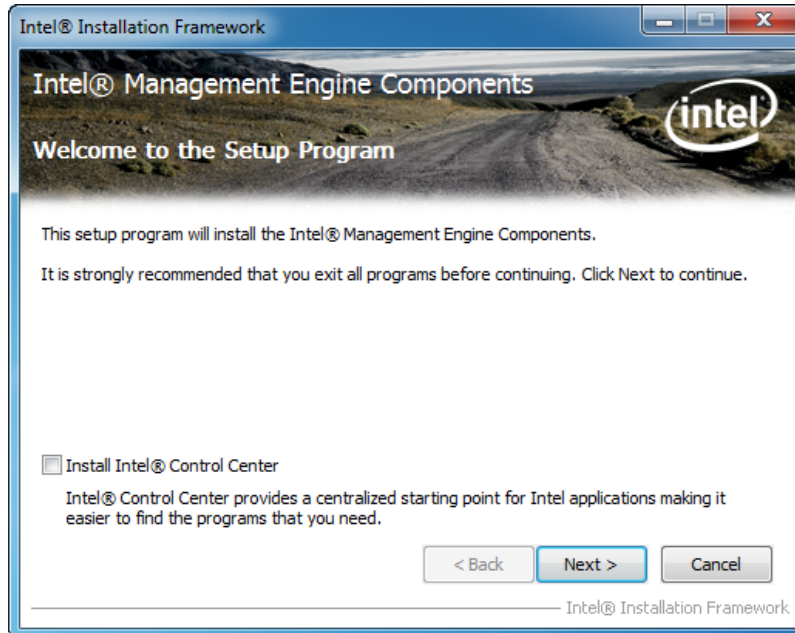 Intel® Installation Framework
Intel® Management Engine Components
intel
Welcome to the Setup Program
This setup program will install the Intel® Management Engine Components.
It is strongly recommended that you exit all programs before continuing. Click Next to continue.
Install Intel® Control Center
Intel® Control Center provides a centralized starting point for Intel applications making it
easier to find the programs that you need.
< Back Next > Cancel
Intel® Installation Framework